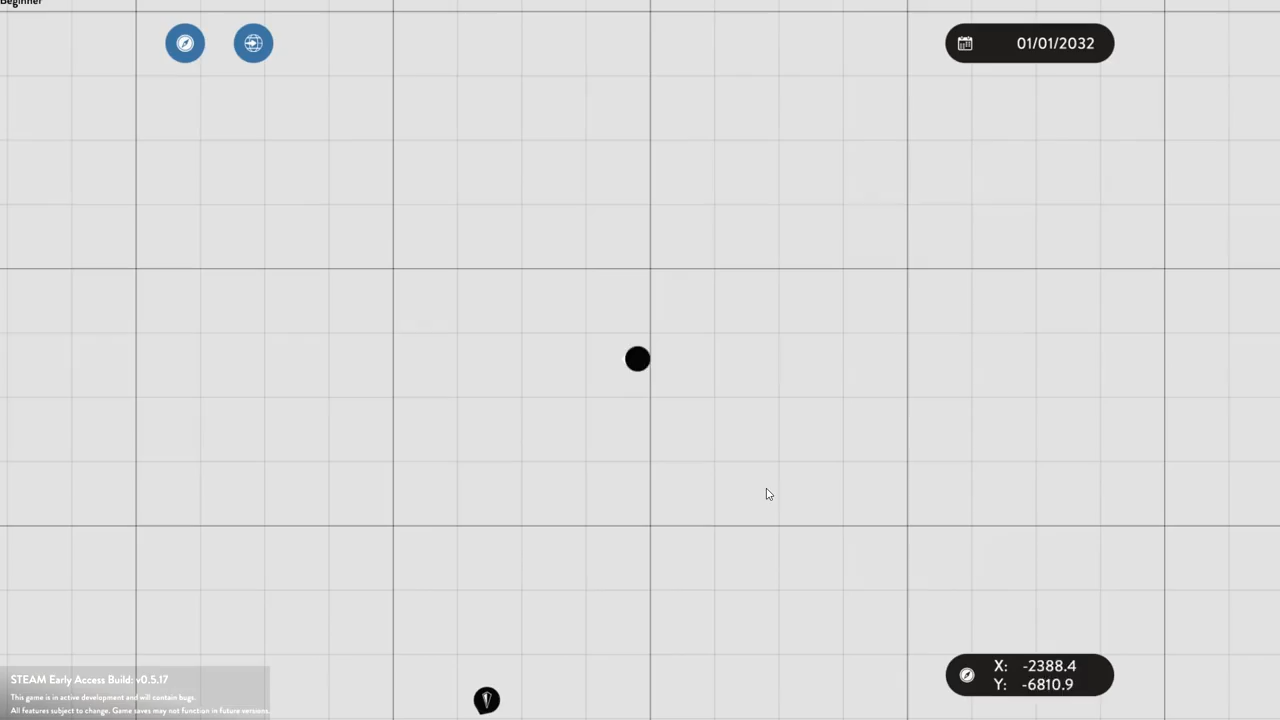 Beginner
01/01/2032
X: -2388.4
Y: -6810.9
STEAM Early Access Build: v0.5.17
This game is in active development and will contain bugs.
All features subject to change. Game saves may not function in future versions.